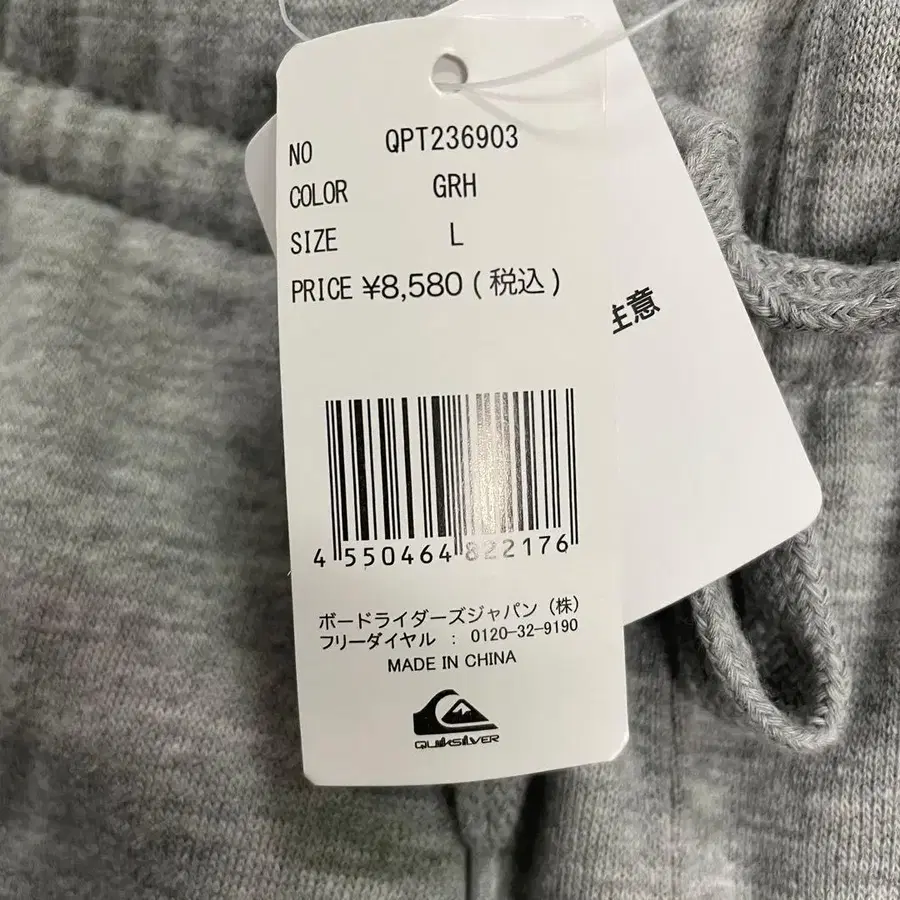 NO QPT236903
COLOR GRH
SIZE L
PRICE ¥8,580 (税込)
注意
4 550464 822176
ボードライダーズジャパン (株)
フリーダイヤル : 0120-32-9190
MADE IN CHINA
QUIKSILVER